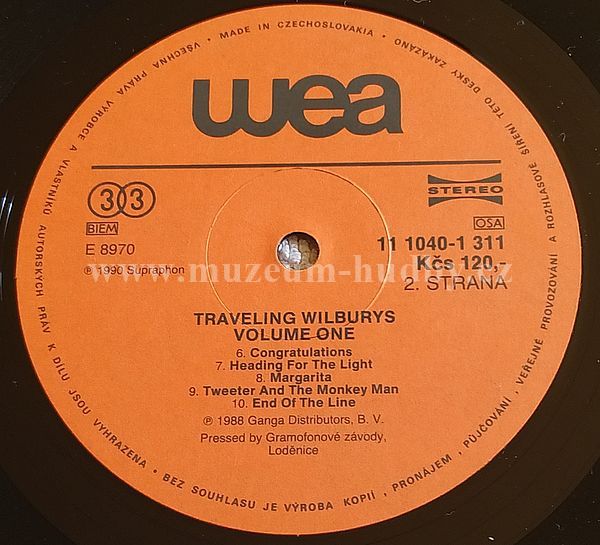 • MADE IN CZECHOSLOVAKIA • VŠECHNA PRÁVA VÝROBCE A VLASTNÍKŮ AUTORSKÝCH PRÁV K DÍLU JSOU VYHRAZENA • BEZ SOUHLASU JE VÝROBA KOPIÍ, PRONÁJEM, PŮJČOVÁNÍ, VEŘEJNÉ PROVOZOVÁNÍ A ROZHLASOVÉ ŠÍŘENÍ TÉTO DESKY ZAKÁZÁNO
wea
33
STEREO
BIEM
OSA
E 8970
11 1040-1 311
Kčs 120,-
℗ 1990 Supraphon
2. STRANA
www.muzeum-hudby.cz
TRAVELING WILBURYS
VOLUME ONE
6. Congratulations
7. Heading For The Light
8. Margarita
9. Tweeter And The Monkey Man
10. End Of The Line
℗ 1988 Ganga Distributors, B. V.
Pressed by Gramofonové závody,
Loděnice